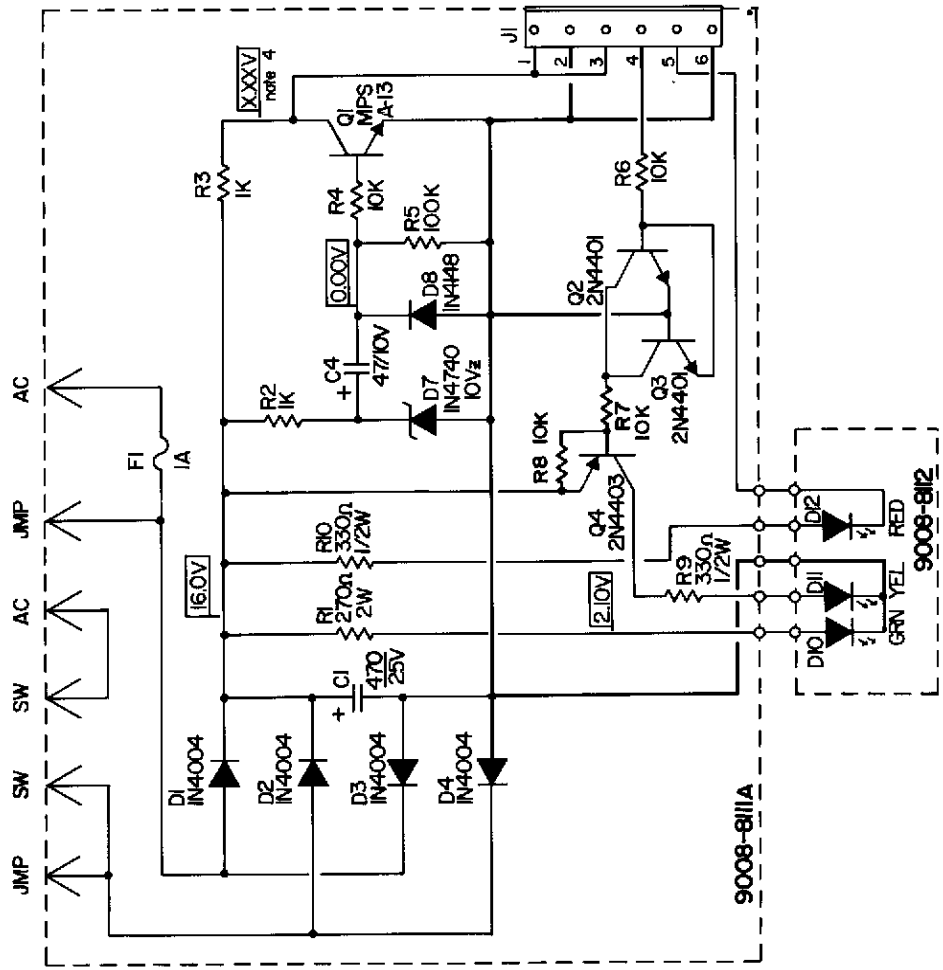 JMP
SW
SW
AC
JMP
AC
F1
1A
D1
1N4004
D2
1N4004
D3
1N4004
D4
1N4004
+
C1
470
25V
16.0V
R1
270Ω
2W
R10
330Ω
1/2W
R2
1K
+
C4
47/10V
D7
1N4740
10Vz
0.00V
D8
1N4148
R3
1K
R4
10K
R5
100K
X.XXV
note 4
Q1
MPS
A-13
J1
1
2
3
4
5
6
R6
10K
Q2
2N4401
Q3
2N4401
R7
10K
R8 10K
Q4
2N4403
2.10V
R9
330Ω
1/2W
D10
D11
D12
GRN
YEL
RED
9008-8111A
9008-8112